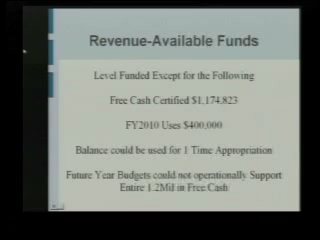 Revenue-Available Funds
Level Funded Except for the Following
Free Cash Certified $1,174,823
FY2010 Uses $400,000
Balance could be used for 1 Time Appropriation
Future Year Budgets could not operationally Support
Entire 1.2Mil in Free Cash